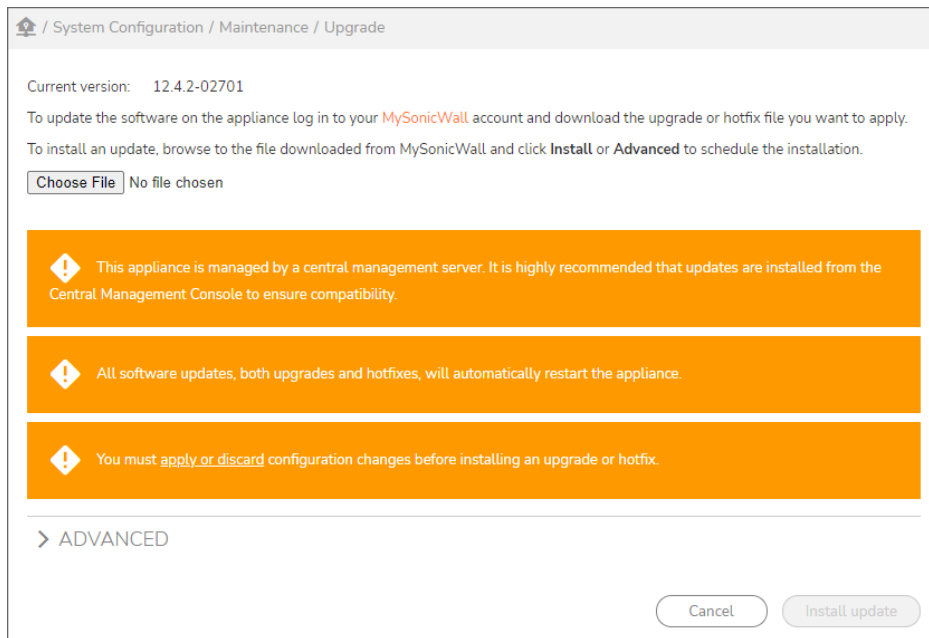 / System Configuration / Maintenance / Upgrade
Current version: 12.4.2-02701
To update the software on the appliance log in to your MySonicWall account and download the upgrade or hotfix file you want to apply.
To install an update, browse to the file downloaded from MySonicWall and click Install or Advanced to schedule the installation.
Choose File No file chosen
This appliance is managed by a central management server. It is highly recommended that updates are installed from the
Central Management Console to ensure compatibility.
All software updates, both upgrades and hotfixes, will automatically restart the appliance.
You must apply or discard configuration changes before installing an upgrade or hotfix.
ADVANCED
Cancel Install update